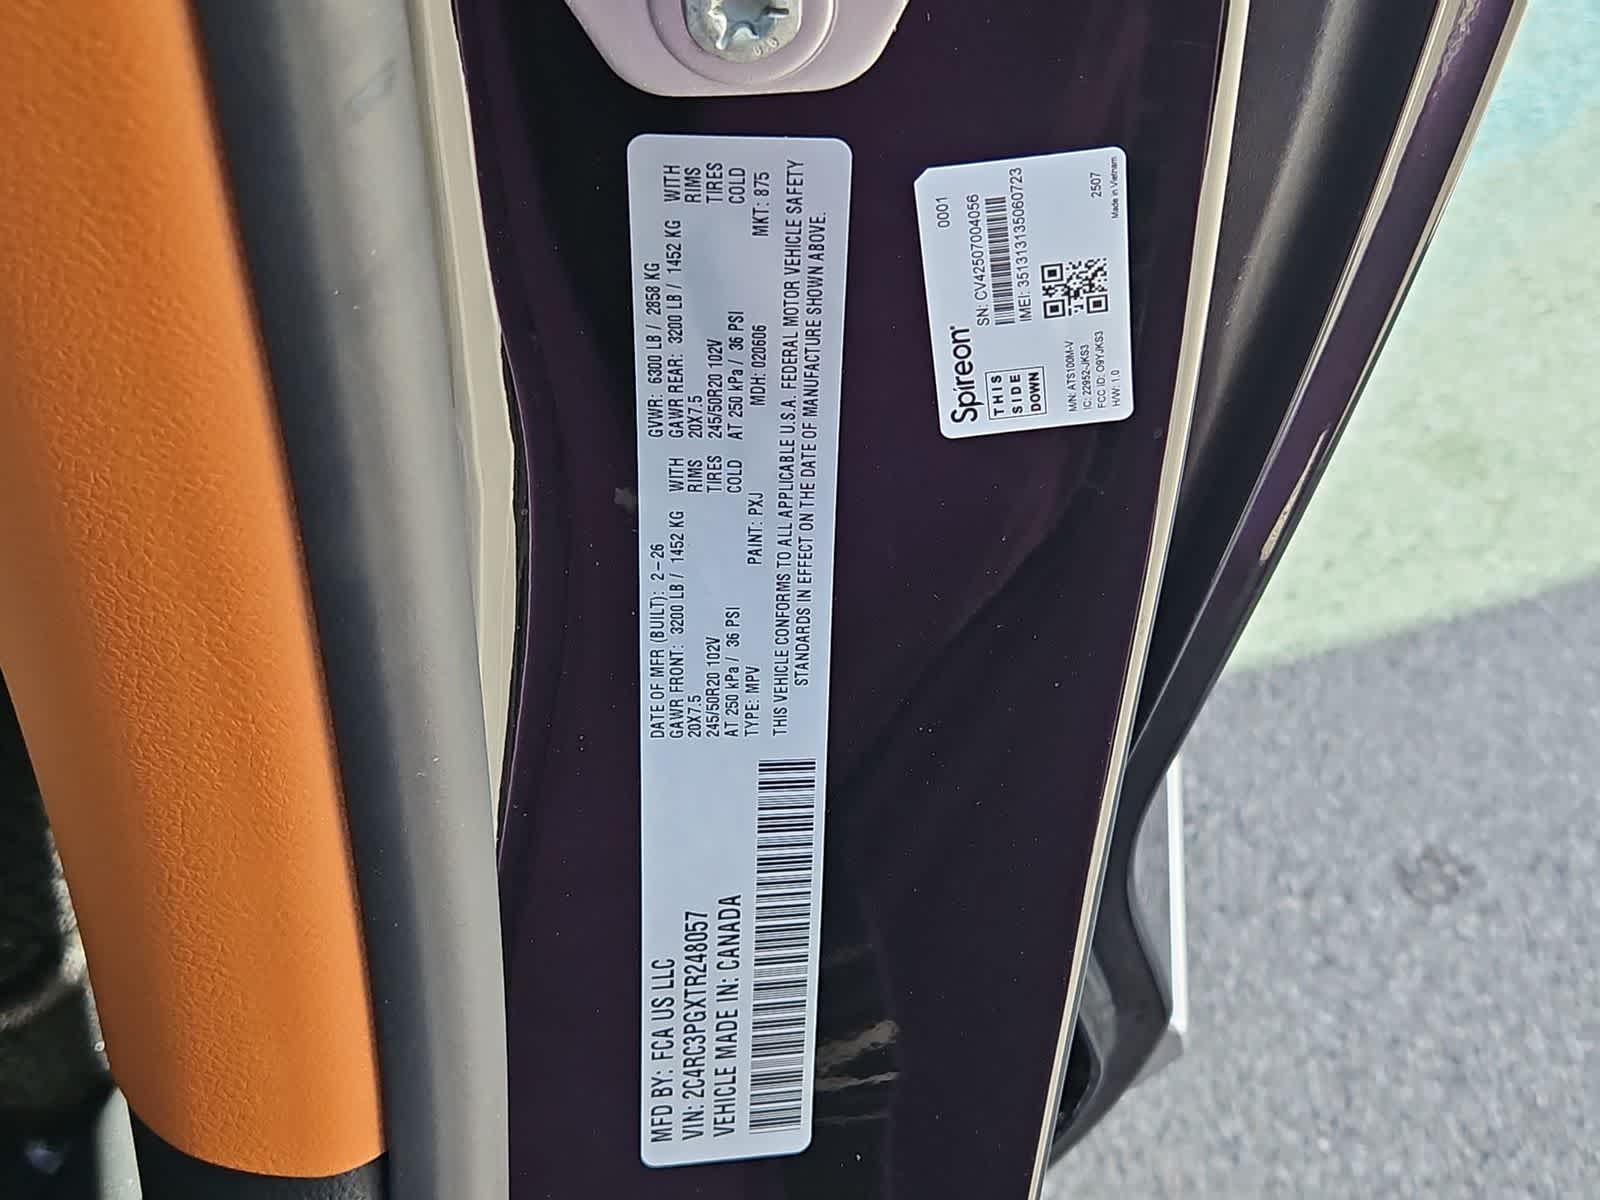 MFD BY: FCA US LLC
VIN: 2C4RC3PGXTR248057
VEHICLE MADE IN: CANADA
DATE OF MFR (BUILT): 2-26 GVWR: 6300 LB / 2858 KG
GAWR FRONT: 3200 LB / 1452 KG WITH GAWR REAR: 3200 LB / 1452 KG WITH
20X7.5 RIMS 20X7.5 RIMS
245/50R20 102V TIRES 245/50R20 102V TIRES
AT 250 kPa / 36 PSI COLD AT 250 kPa / 36 PSI COLD
TYPE: MPV PAINT: PXJ MDH: 020606 MKT: 875
THIS VEHICLE CONFORMS TO ALL APPLICABLE U.S.A. FEDERAL MOTOR VEHICLE SAFETY
STANDARDS IN EFFECT ON THE DATE OF MANUFACTURE SHOWN ABOVE.
Spireon 0001
THIS
SIDE
DOWN
SN: CV42507004056
IMEI: 351313135060723
M/N: ATS100M-V
IC: 22952-JKS3
FCC ID: O9YJKS3
H/W: 1.0
2507
Made in Vietnam